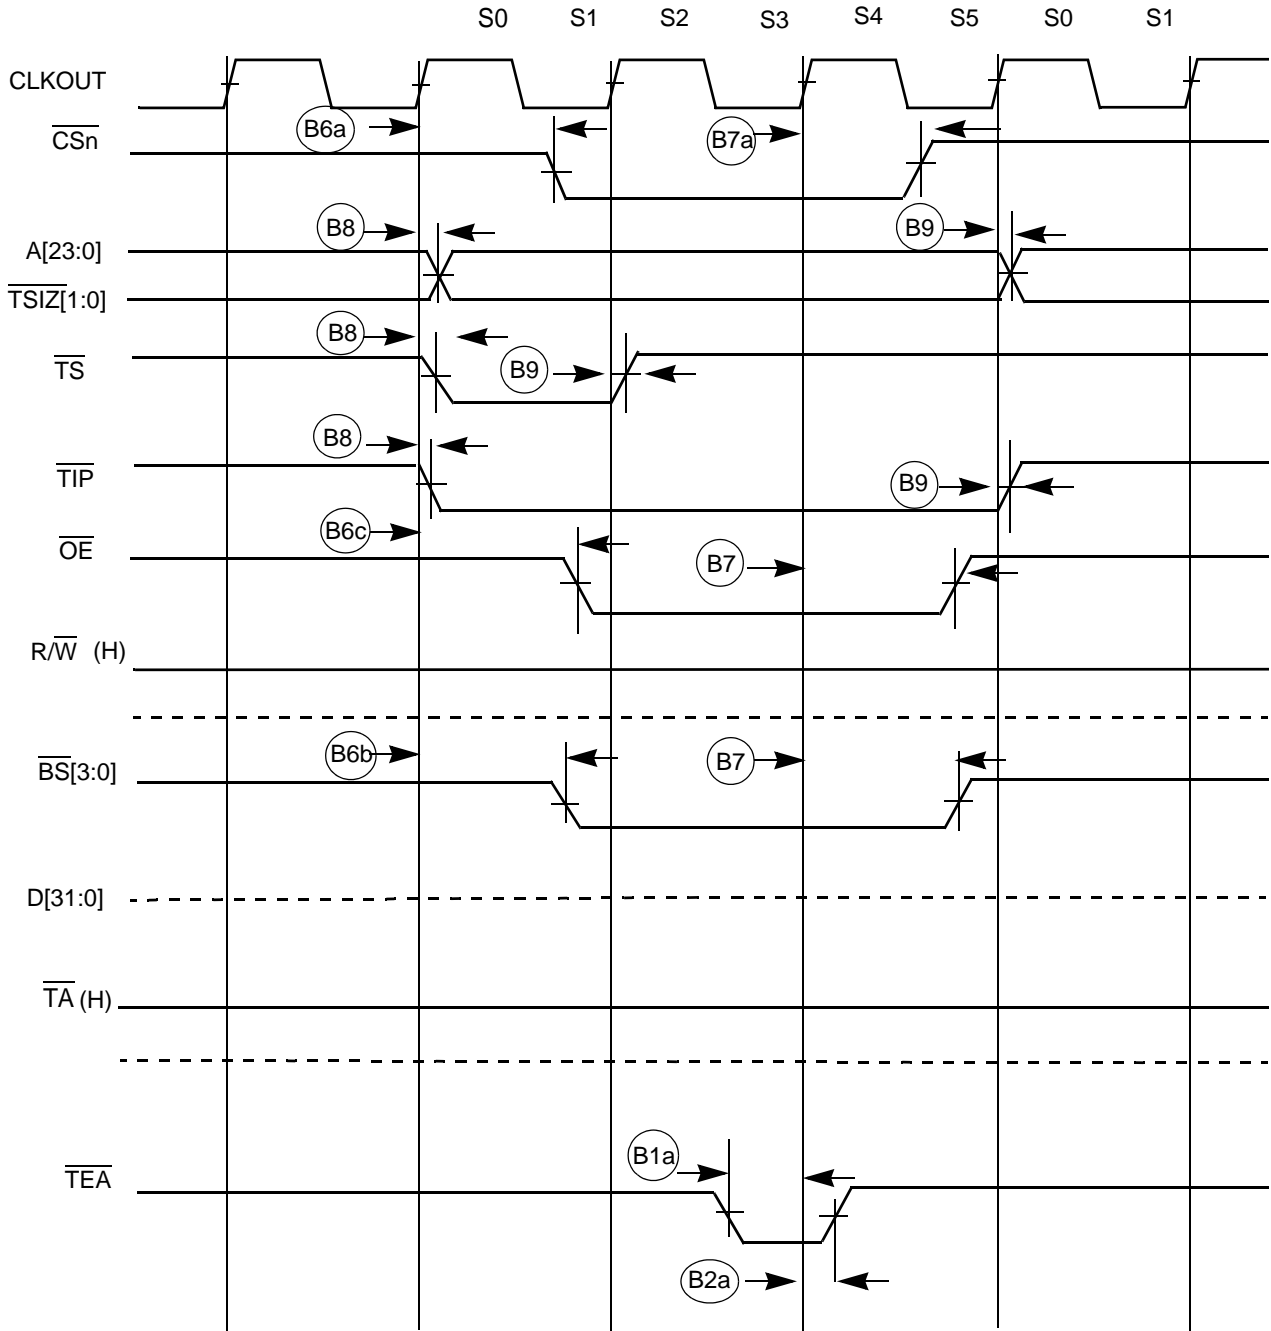 S0 S1 S2 S3 S4 S5 S0 S1
CLKOUT
B6a B7a
CSn
B8 B9
A[23:0]
TSIZ[1:0]
B8
TS B9
B8
TIP B9
B6c
OE B7
R/W (H)
B6b B7
BS[3:0]
D[31:0]
TA (H)
B1a
TEA
B2a